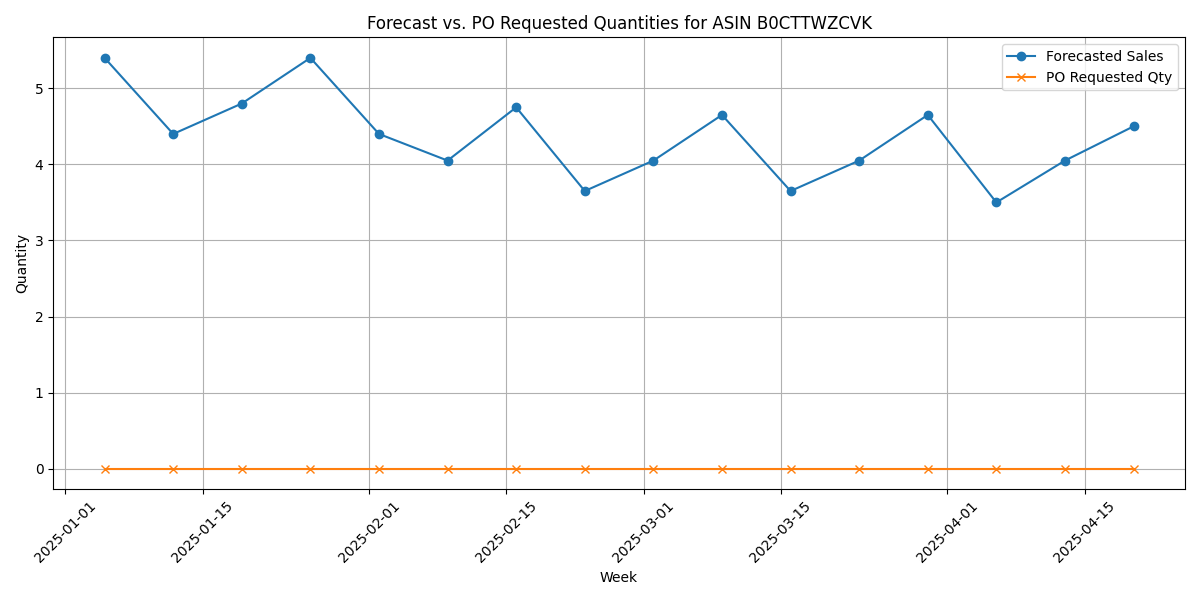 Forecast vs. PO Requested Quantities for ASIN B0CTTWZCVK
Forecasted Sales
PO Requested Qty
Quantity
5
4
3
2
1
0
2025-01-01
2025-01-15
2025-02-01
2025-02-15
2025-03-01
2025-03-15
2025-04-01
2025-04-15
Week